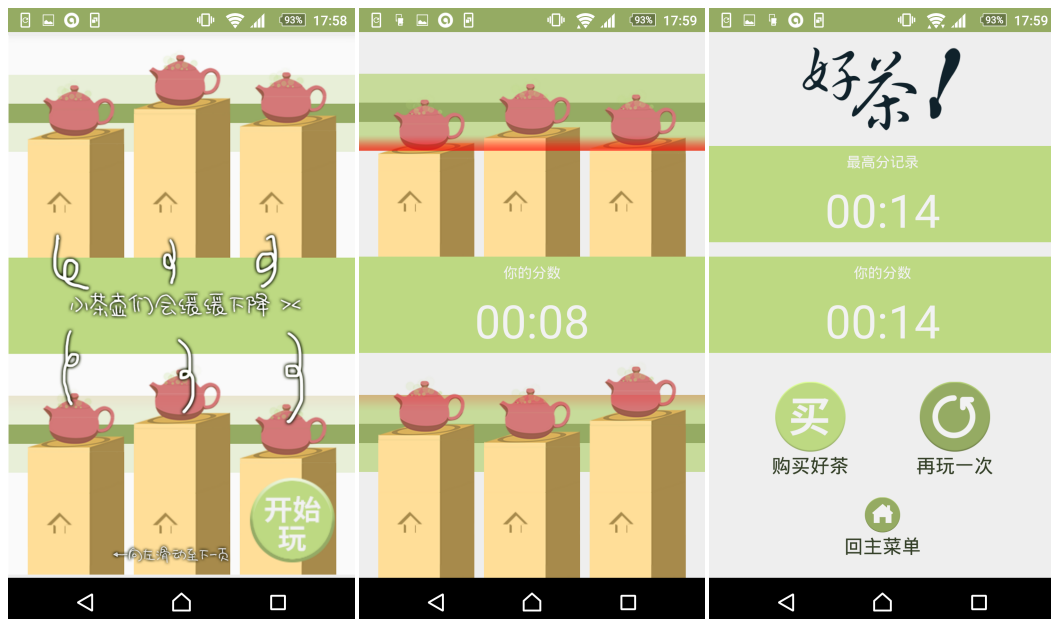 93% 17:58
小茶壶们会缓缓下降
开始
玩
←向左滑动至下一页
93% 17:59
你的分数
00:08
93% 17:59
好茶!
最高分记录
00:14
你的分数
00:14
买
购买好茶
再玩一次
回主菜单